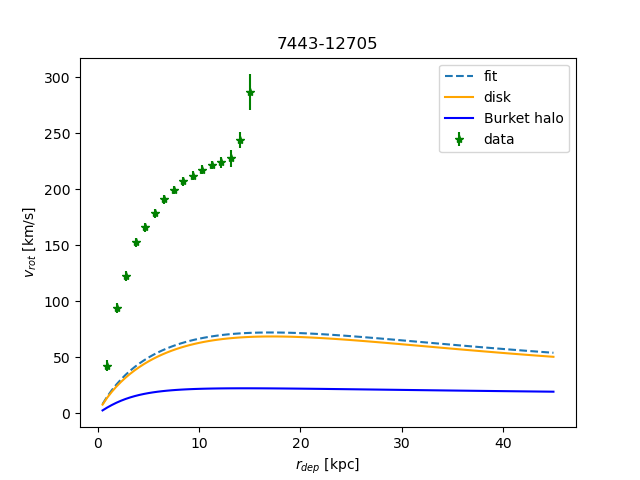 7443-12705
300
250
200
150
100
50
0
v_rot [km/s]
fit
disk
Burket halo
data
0 10 20 30 40
r_dep [kpc]